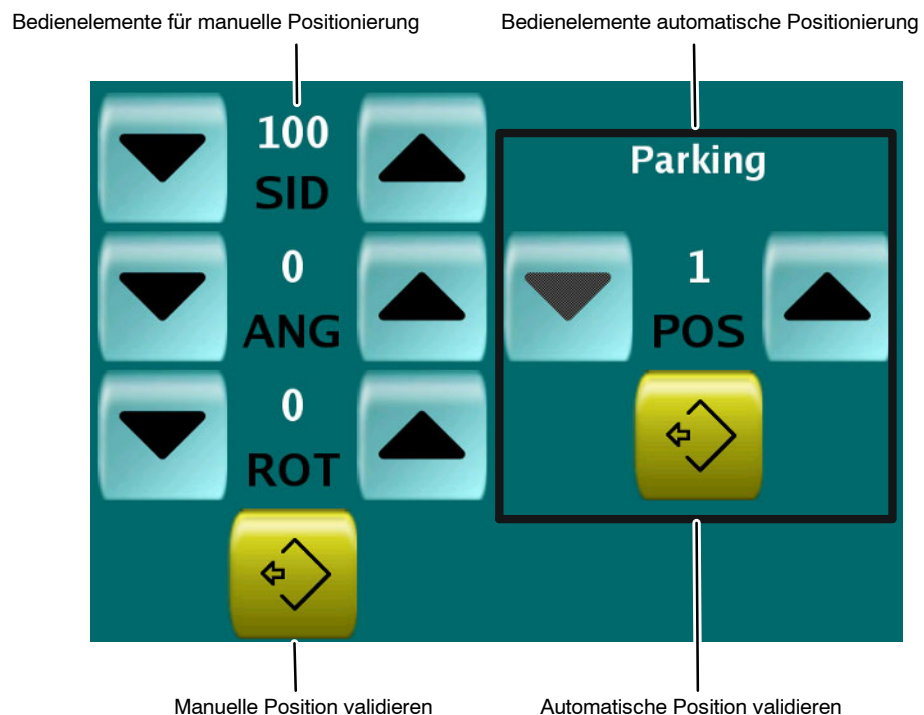 Bedienelemente für manuelle Positionierung
Bedienelemente automatische Positionierung
100
SID
0
ANG
0
ROT
Parking
1
POS
Manuelle Position validieren
Automatische Position validieren